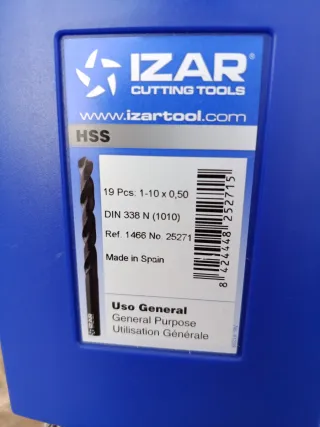 IZAR®
CUTTING TOOLS
www.izartool.com
HSS
19 Pcs: 1-10 x 0,50
DIN 338 N (1010)
Ref. 1466 No. 25271
Made in Spain
8 424448 252715
Uso General
General Purpose
Utilisation Générale
IZAR